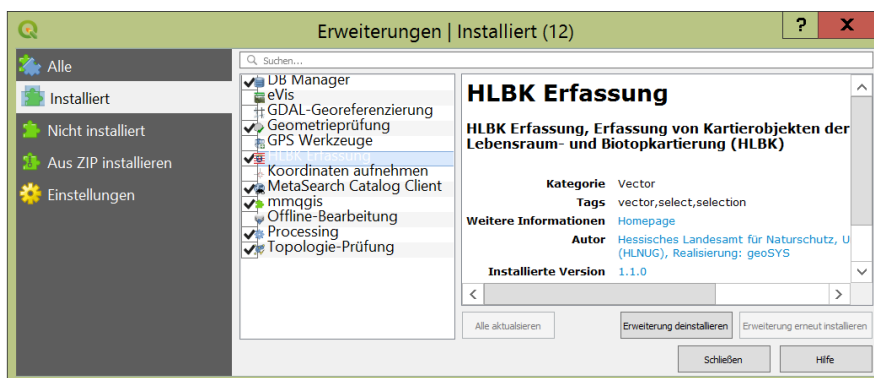 Erweiterungen | Installiert (12)
?
X
Alle
Installiert
Nicht installiert
Aus ZIP installieren
Einstellungen
Suchen...
DB Manager
eVis
GDAL-Georeferenzierung
Geometrieprüfung
GPS Werkzeuge
HLBK Erfassung
Koordinaten aufnehmen
MetaSearch Catalog Client
mmqgis
Offline-Bearbeitung
Processing
Topologie-Prüfung
HLBK Erfassung
HLBK Erfassung, Erfassung von Kartierobjekten der
Lebensraum- und Biotopkartierung (HLBK)
Kategorie Vector
Tags vector,select,selection
Weitere Informationen Homepage
Autor Hessisches Landesamt für Naturschutz, U
(HLNUG), Realisierung: geoSYS
Installierte Version 1.1.0
Alle aktualisieren
Erweiterung deinstallieren
Erweiterung erneut installieren
Schließen
Hilfe